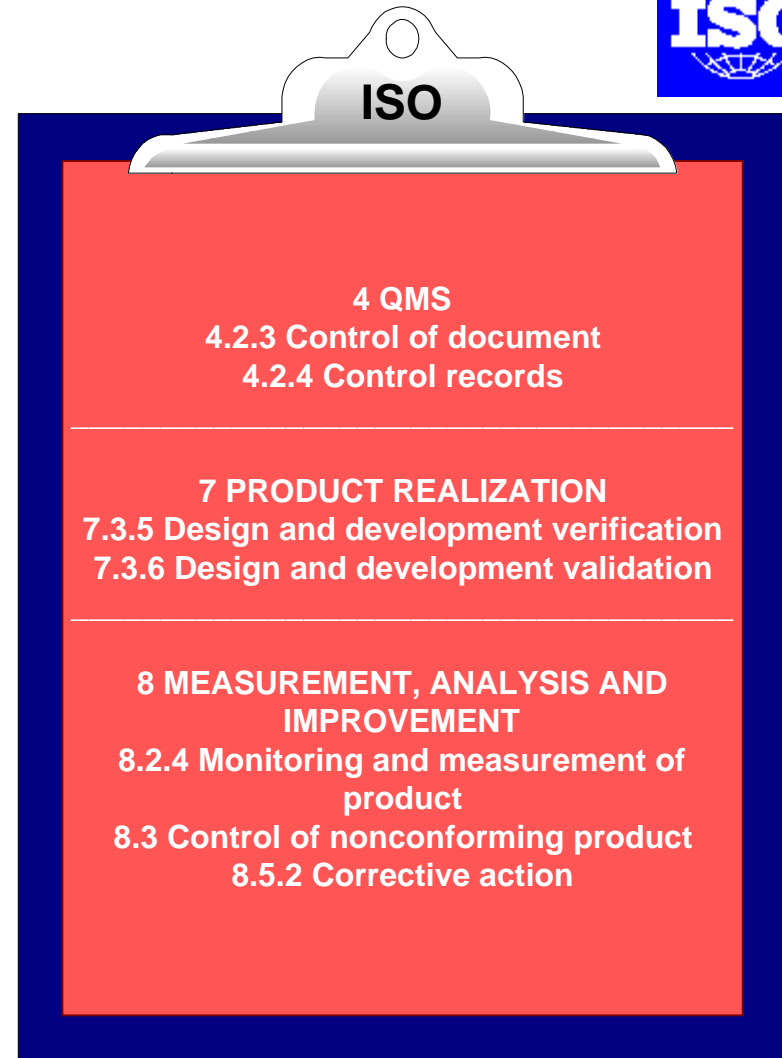 ISO
ISO
4 QMS
4.2.3 Control of document
4.2.4 Control records
7 PRODUCT REALIZATION
7.3.5 Design and development verification
7.3.6 Design and development validation
8 MEASUREMENT, ANALYSIS AND
IMPROVEMENT
8.2.4 Monitoring and measurement of
product
8.3 Control of nonconforming product
8.5.2 Corrective action